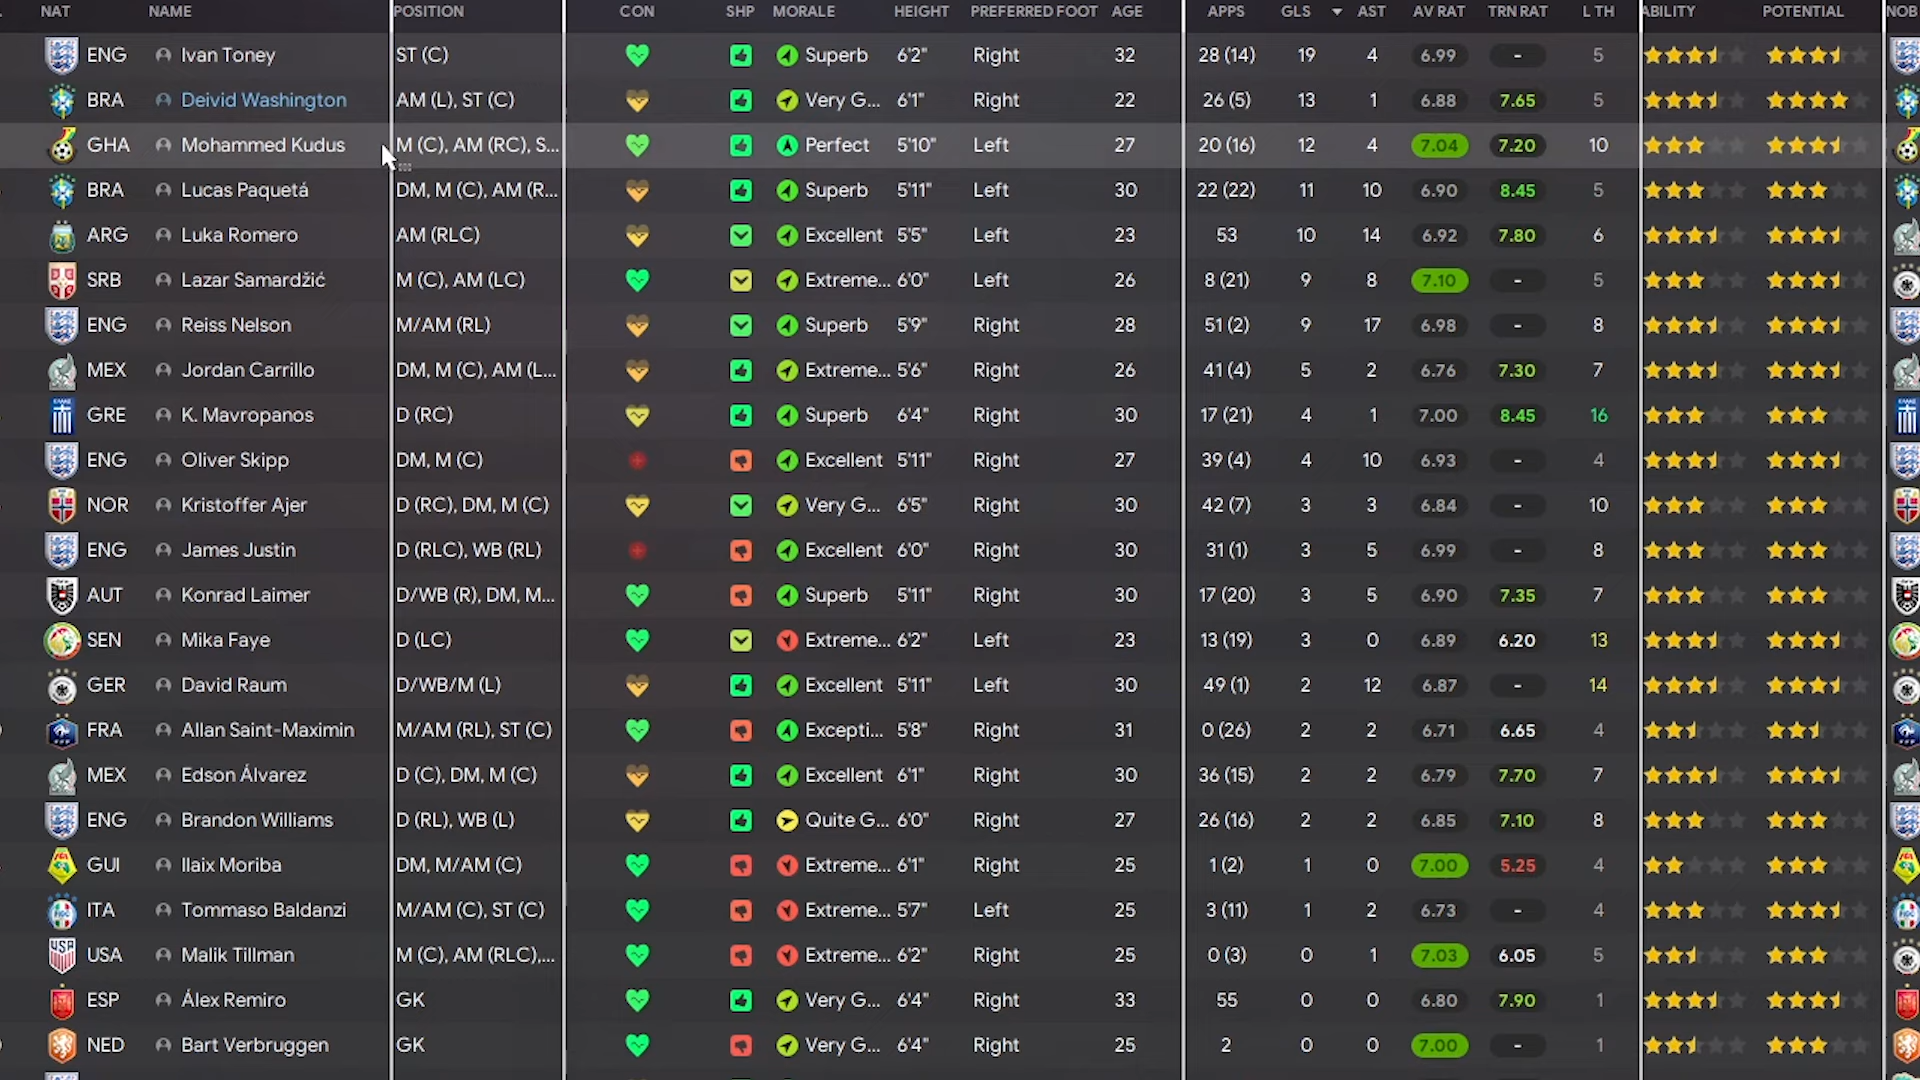 NAT NAME POSITION CON SHP MORALE HEIGHT PREFERRED FOOT AGE APPS GLS AST AV RAT TRN RAT L TH ABILITY POTENTIAL NOB
ENG Ivan Toney ST (C) Superb 6'2" Right 32 28 (14) 19 4 6.99 - 5
BRA Deivid Washington AM (L), ST (C) Very G... 6'1" Right 22 26 (5) 13 1 6.88 7.65 5
GHA Mohammed Kudus M (C), AM (RC), S... Perfect 5'10" Left 27 20 (16) 12 4 7.04 7.20 10
BRA Lucas Paquetá DM, M (C), AM (R... Superb 5'11" Left 30 22 (22) 11 10 6.90 8.45 5
ARG Luka Romero AM (RLC) Excellent 5'5" Left 23 53 10 14 6.92 7.80 6
SRB Lazar Samardžić M (C), AM (LC) Extreme... 6'0" Left 26 8 (21) 9 8 7.10 - 5
ENG Reiss Nelson M/AM (RL) Superb 5'9" Right 28 51 (2) 9 17 6.98 - 8
MEX Jordan Carrillo DM, M (C), AM (L... Extreme... 5'6" Right 26 41 (4) 5 2 6.76 7.30 7
GRE K. Mavropanos D (RC) Superb 6'4" Right 30 17 (21) 4 1 7.00 8.45 16
ENG Oliver Skipp DM, M (C) Excellent 5'11" Right 27 39 (4) 4 10 6.93 - 4
NOR Kristoffer Ajer D (RC), DM, M (C) Very G... 6'5" Right 30 42 (7) 3 3 6.84 - 10
ENG James Justin D (RLC), WB (RL) Excellent 6'0" Right 30 31 (1) 3 5 6.99 - 8
AUT Konrad Laimer D/WB (R), DM, M... Superb 5'11" Right 30 17 (20) 3 5 6.90 7.35 7
SEN Mika Faye D (LC) Extreme... 6'2" Left 23 13 (19) 3 0 6.89 6.20 13
GER David Raum D/WB/M (L) Excellent 5'11" Left 30 49 (1) 2 12 6.87 - 14
FRA Allan Saint-Maximin M/AM (RL), ST (C) Excepti... 5'8" Right 31 0 (26) 2 2 6.71 6.65 4
MEX Edson Álvarez D (C), DM, M (C) Excellent 6'1" Right 30 36 (15) 2 2 6.79 7.70 7
ENG Brandon Williams D (RL), WB (L) Quite G... 6'0" Right 27 26 (16) 2 2 6.85 7.10 8
GUI Ilaix Moriba DM, M/AM (C) Extreme... 6'1" Right 25 1 (2) 1 0 7.00 5.25 4
ITA Tommaso Baldanzi M/AM (C), ST (C) Extreme... 5'7" Left 25 3 (11) 1 2 6.73 - 4
USA Malik Tillman M (C), AM (RLC),... Extreme... 6'2" Right 25 0 (3) 0 1 7.03 6.05 5
ESP Álex Remiro GK Very G... 6'4" Right 33 55 0 0 6.80 7.90 1
NED Bart Verbruggen GK Very G... 6'4" Right 25 2 0 0 7.00 - 1